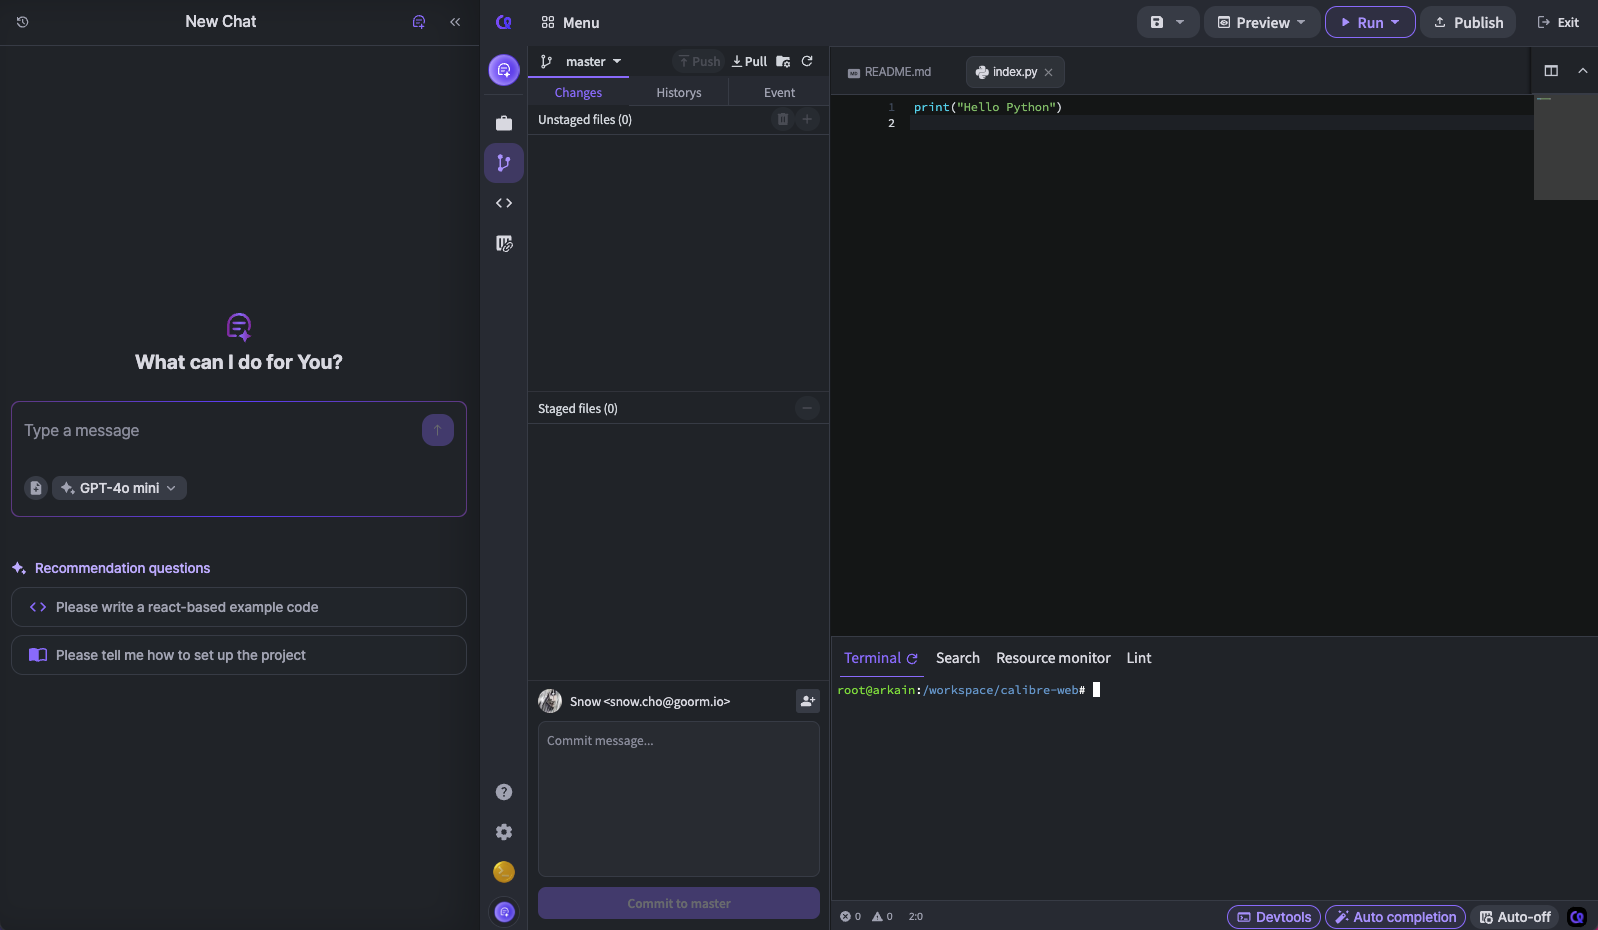 New Chat
What can I do for You?
Type a message
GPT-4o mini
Recommendation questions
Please write a react-based example code
Please tell me how to set up the project
Menu
Preview
Run
Publish
Exit
master
Push
Pull
Changes
Historys
Event
Unstaged files (0)
Staged files (0)
Snow <snow.cho@goorm.io>
Commit message...
Commit to master
README.md
index.py
1 print("Hello Python")
2
Terminal
Search
Resource monitor
Lint
root@arkain:/workspace/calibre-web#
0
0
2:0
Devtools
Auto completion
Auto-off